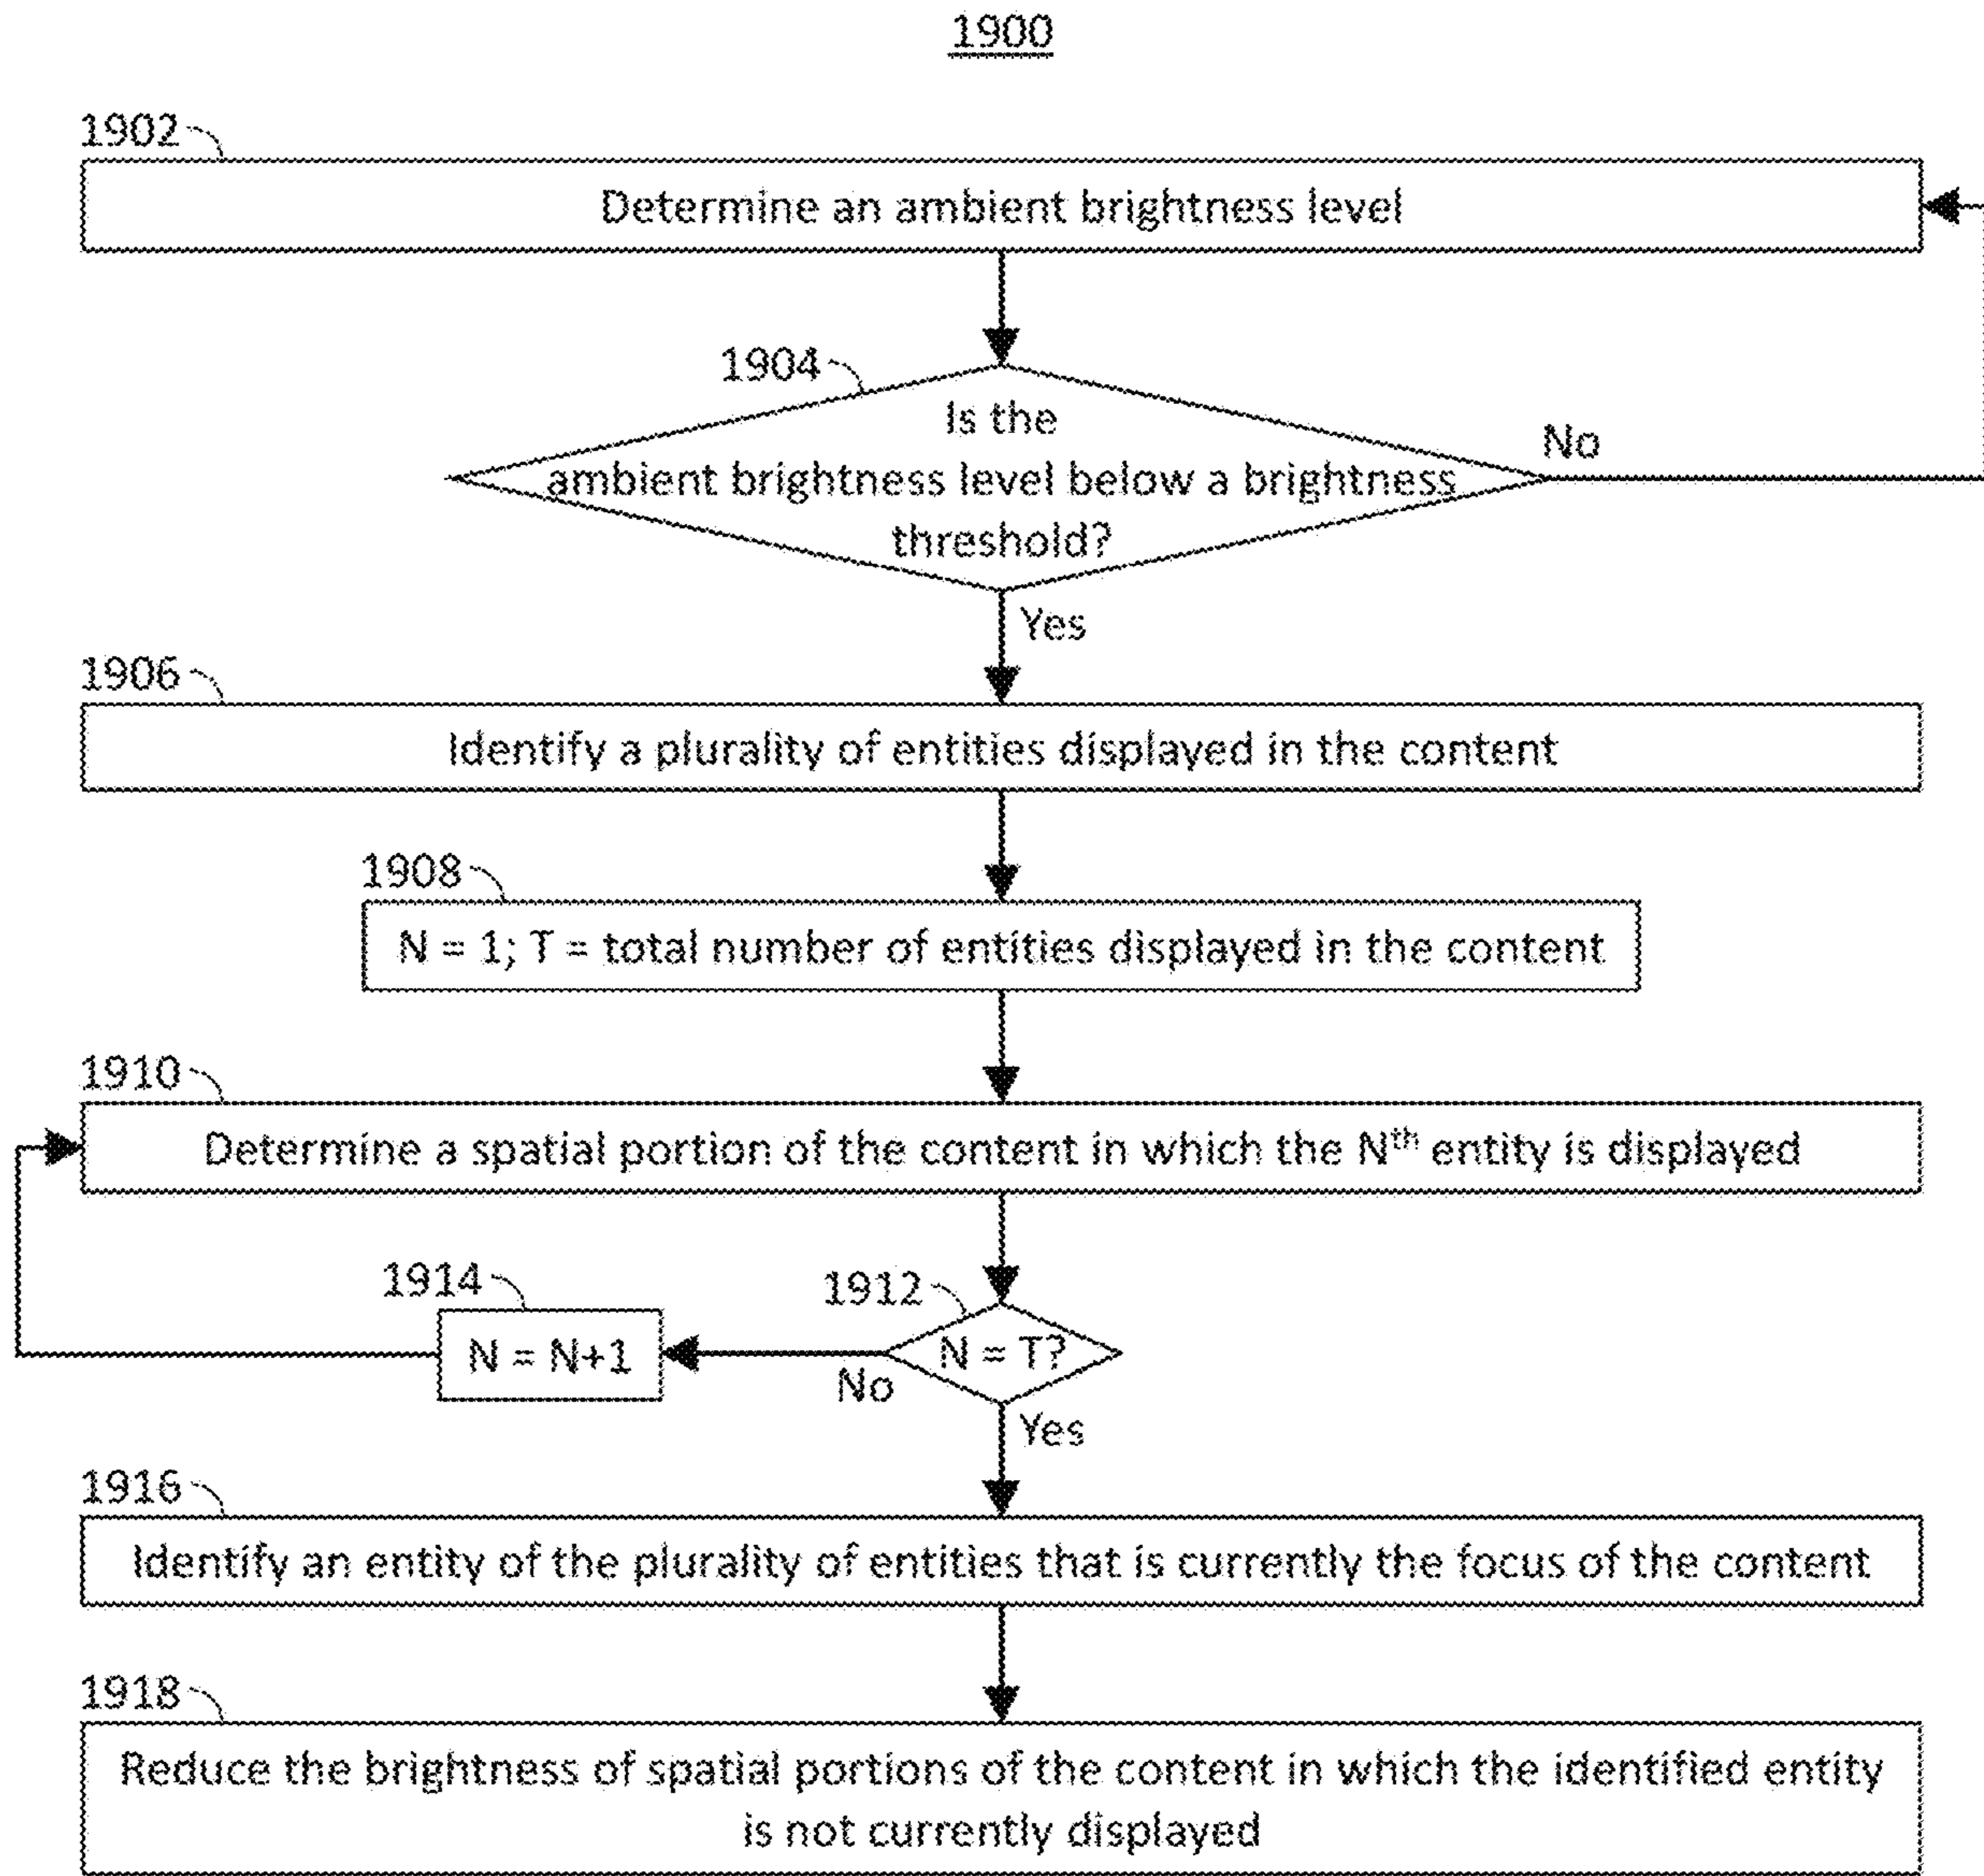 1900
1902
Determine an ambient brightness level
1904
Is the
ambient brightness level below a brightness
threshold?
No
Yes
1906
Identify a plurality of entities displayed in the content
1908
N = 1; T = total number of entities displayed in the content
1910
Determine a spatial portion of the content in which the Nth entity is displayed
1914
1912
N = N+1
N = T?
No
Yes
1916
Identify an entity of the plurality of entities that is currently the focus of the content
1918
Reduce the brightness of spatial portions of the content in which the identified entity
is not currently displayed